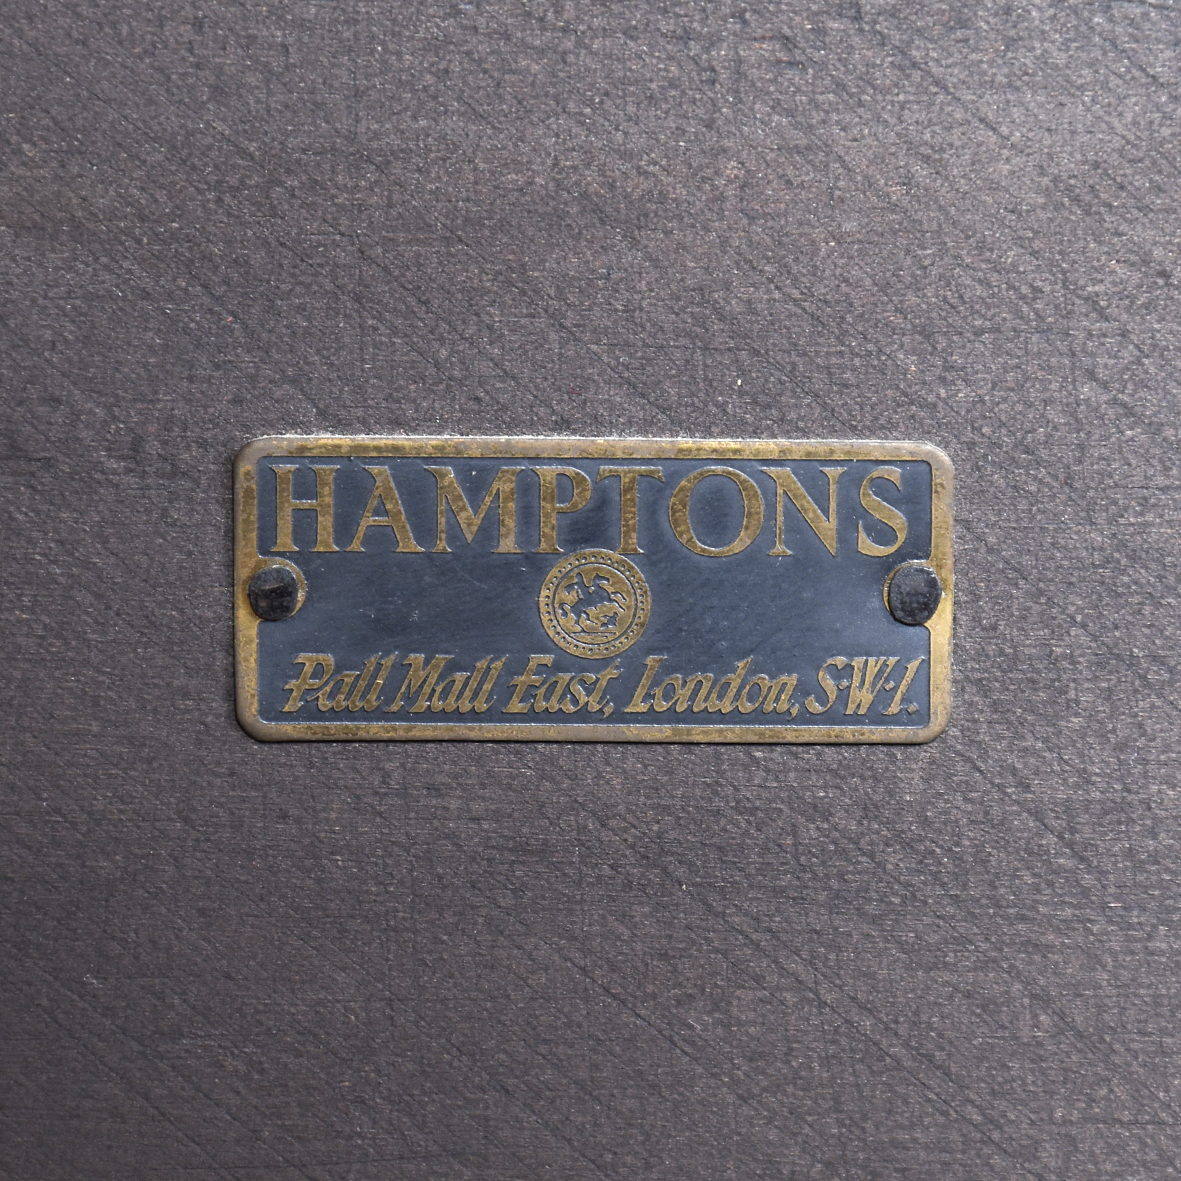 HAMPTONS
Pall Mall East, London, S·W·1.